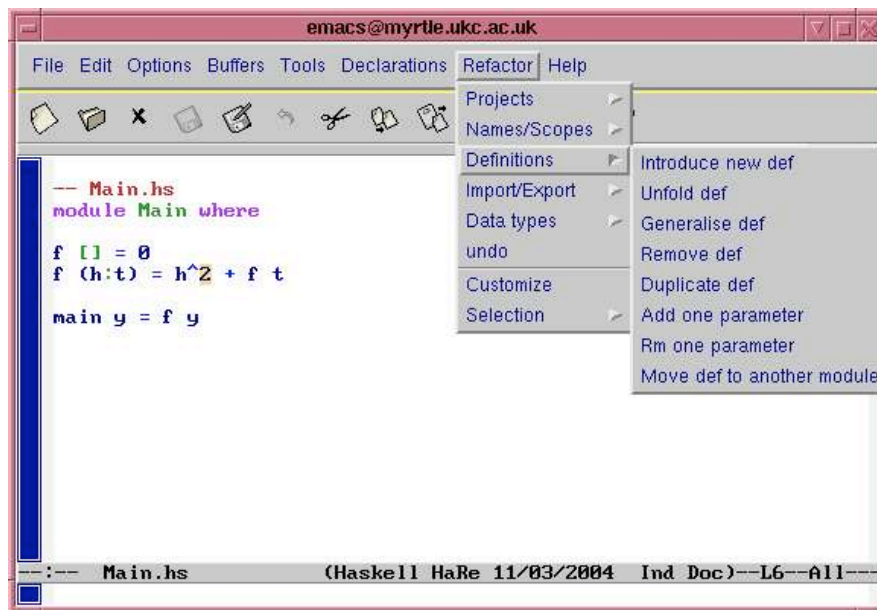 emacs@myrtle.ukc.ac.uk
File Edit Options Buffers Tools Declarations Refactor Help
Projects
Names/Scopes
Definitions
Import/Export
Data types
undo
Customize
Selection
Introduce new def
Unfold def
Generalise def
Remove def
Duplicate def
Add one parameter
Rm one parameter
Move def to another module
-- Main.hs
module Main where
f [] = 0
f (h:t) = h^2 + f t
main y = f y
--:-- Main.hs (Haskell HaRe 11/03/2004 Ind Doc)--L6--All---